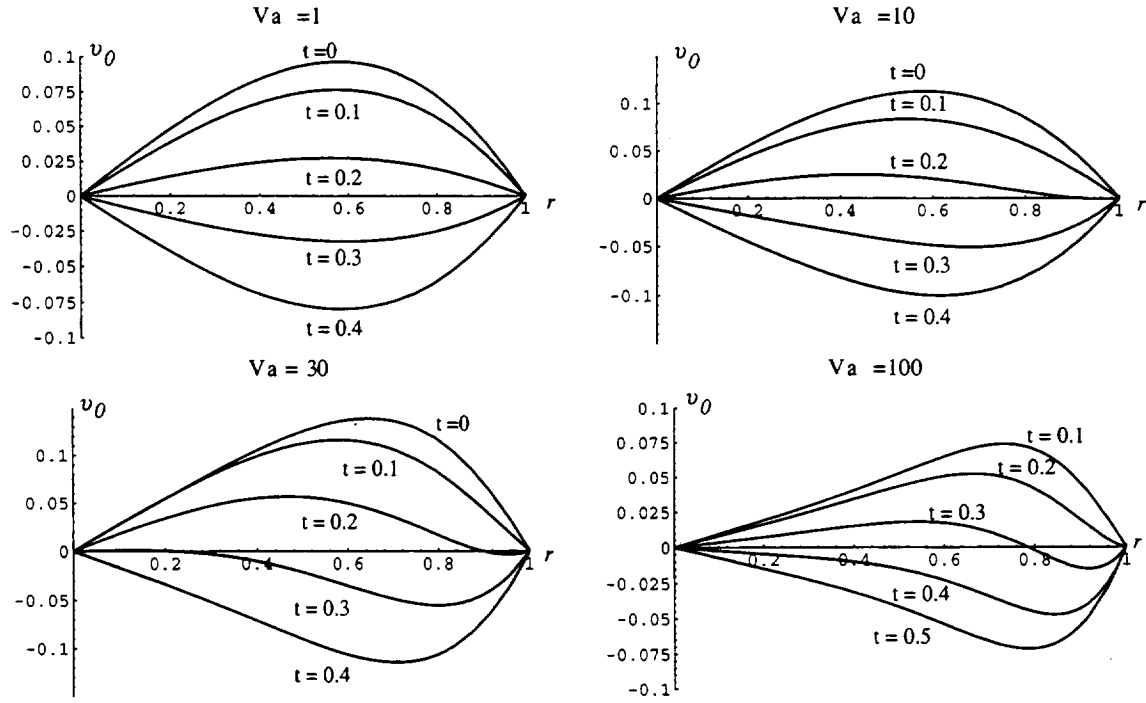 Va =1
υ0
0.1
0.075
0.05
0.025
0
-0.025
-0.05
-0.075
-0.1
0.2 0.4 0.6 0.8 1 r
t=0
t = 0.1
t = 0.2
t = 0.3
t = 0.4
Va =10
υ0
0.1
0.05
0
-0.05
-0.1
0.2 0.4 0.6 0.8 1 r
t=0
t = 0.1
t = 0.2
t = 0.3
t = 0.4
Va = 30
υ0
0.1
0.05
0
-0.05
-0.1
0.2 0.4 0.6 0.8 1 r
t=0
t = 0.1
t = 0.2
t = 0.3
t = 0.4
Va =100
υ0
0.1
0.075
0.05
0.025
0
-0.025
-0.05
-0.075
-0.1
0.2 0.4 0.6 0.8 1 r
t = 0.1
t = 0.2
t = 0.3
t = 0.4
t = 0.5